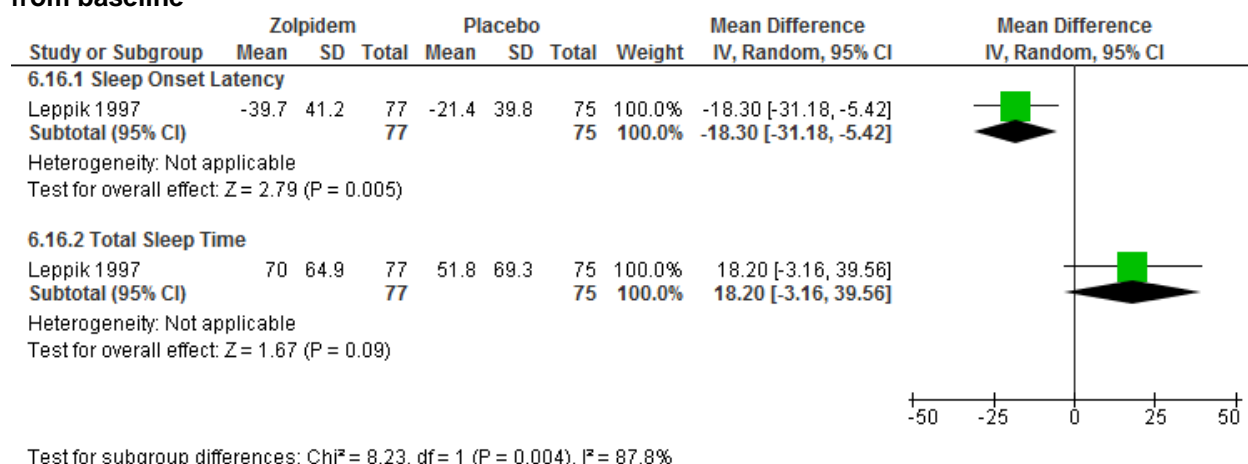 from baseline
Zolpidem Placebo Mean Difference Mean Difference
Study or Subgroup Mean SD Total Mean SD Total Weight IV, Random, 95% CI IV, Random, 95% CI
6.16.1 Sleep Onset Latency
Leppik 1997 -39.7 41.2 77 -21.4 39.8 75 100.0% -18.30 [-31.18, -5.42]
Subtotal (95% CI) 77 75 100.0% -18.30 [-31.18, -5.42]
Heterogeneity: Not applicable
Test for overall effect: Z = 2.79 (P = 0.005)
6.16.2 Total Sleep Time
Leppik 1997 70 64.9 77 51.8 69.3 75 100.0% 18.20 [-3.16, 39.56]
Subtotal (95% CI) 77 75 100.0% 18.20 [-3.16, 39.56]
Heterogeneity: Not applicable
Test for overall effect: Z = 1.67 (P = 0.09)
-50 -25 0 25 50
Test for subgroup differences: Chi² = 8.23, df = 1 (P = 0.004), I² = 87.8%